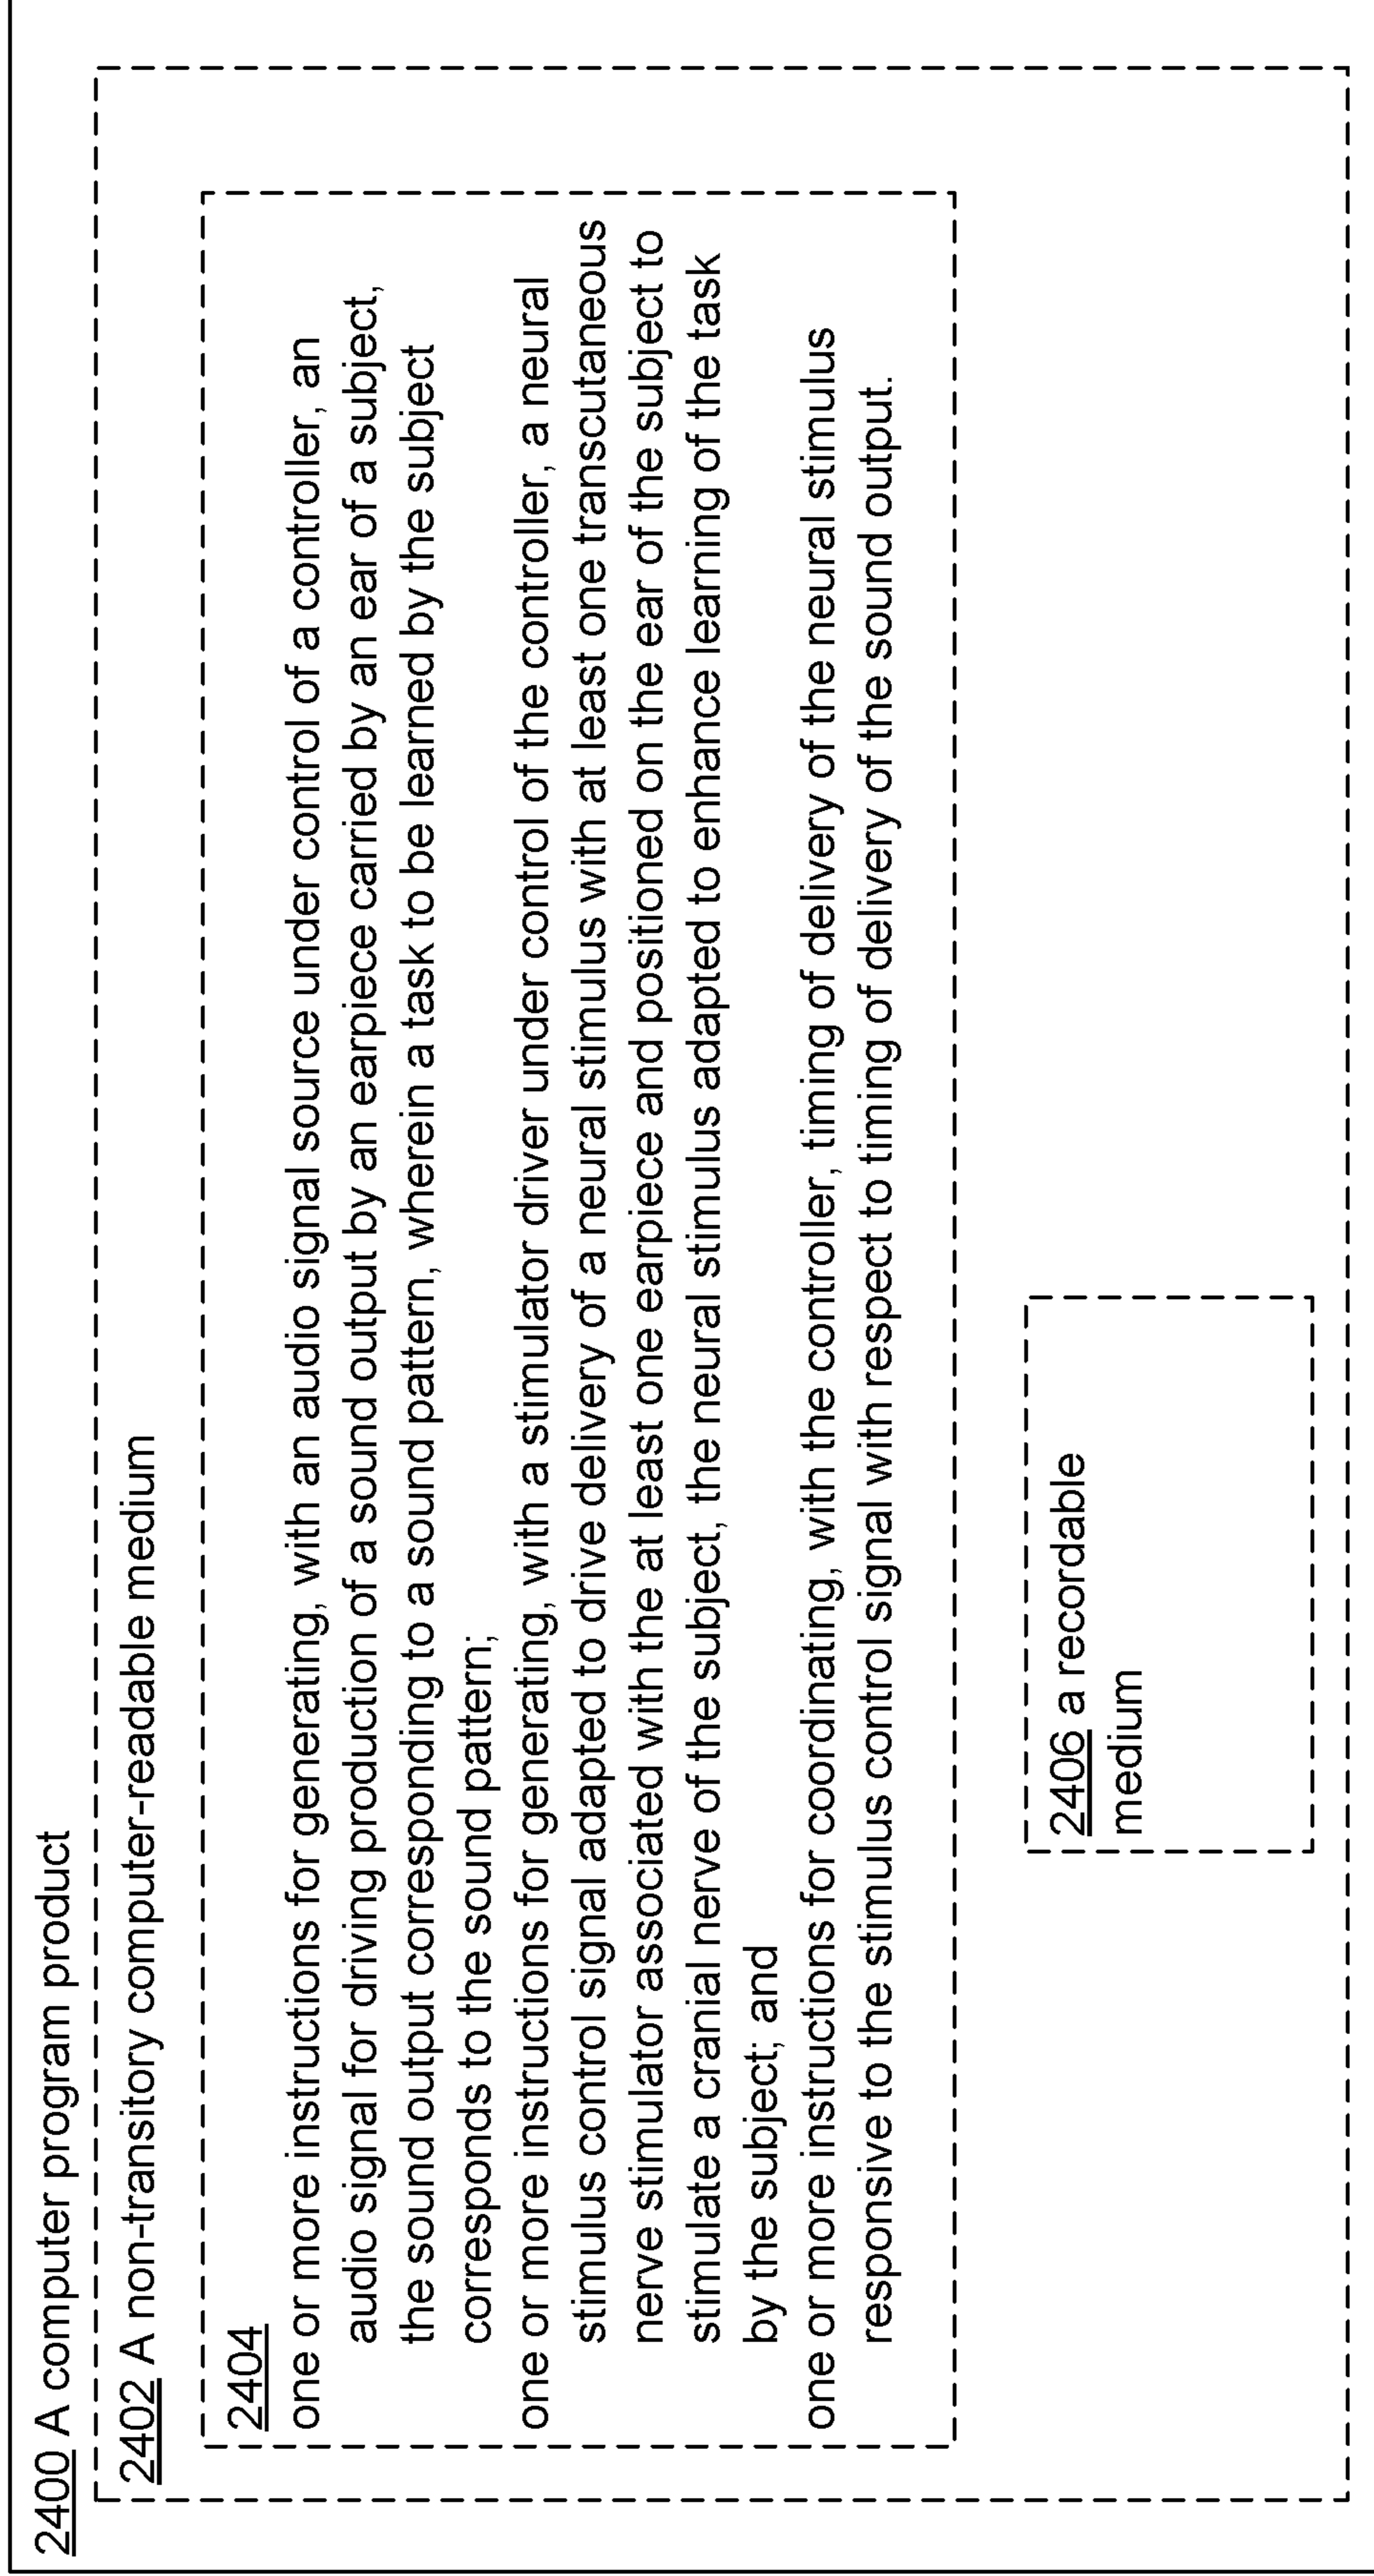 2400 A computer program product
2402 A non-transitory computer-readable medium
2404
one or more instructions for generating, with an audio signal source under control of a controller, an
audio signal for driving production of a sound output by an earpiece carried by an ear of a subject,
the sound output corresponding to a sound pattern, wherein a task to be learned by the subject
corresponds to the sound pattern;
one or more instructions for generating, with a stimulator driver under control of the controller, a neural
stimulus control signal adapted to drive delivery of a neural stimulus with at least one transcutaneous
nerve stimulator associated with the at least one earpiece and positioned on the ear of the subject to
stimulate a cranial nerve of the subject, the neural stimulus adapted to enhance learning of the task
by the subject; and
one or more instructions for coordinating, with the controller, timing of delivery of the neural stimulus
responsive to the stimulus control signal with respect to timing of delivery of the sound output.
2406 a recordable
medium